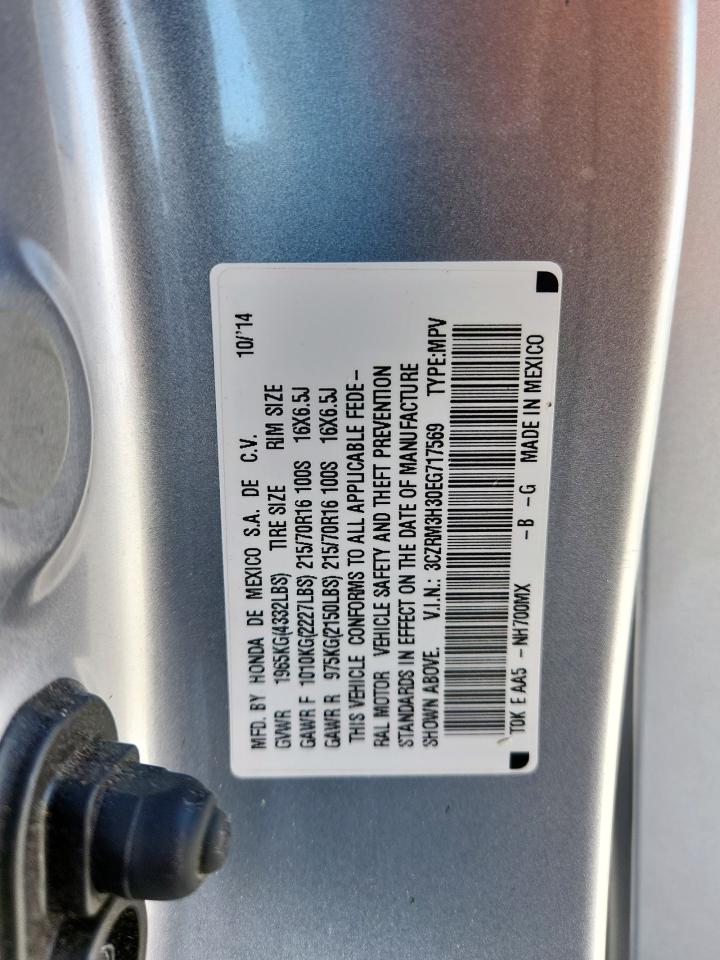 MFD. BY HONDA DE MEXICO S.A. DE C.V. 10/'14
GVWR 1965KG(4332LBS) TIRE SIZE RIM SIZE
GAWR F 1010KG(2227LBS) 215/70R16 100S 16X6.5J
GAWR R 975KG(2150LBS) 215/70R16 100S 16X6.5J
THIS VEHICLE CONFORMS TO ALL APPLICABLE FEDE-
RAL MOTOR VEHICLE SAFETY AND THEFT PREVENTION
STANDARDS IN EFFECT ON THE DATE OF MANUFACTURE
SHOWN ABOVE. V.I.N.: 3CZRM3H30EG717569 TYPE:MPV
T0K E AA5 -NH700MX -B -G MADE IN MEXICO